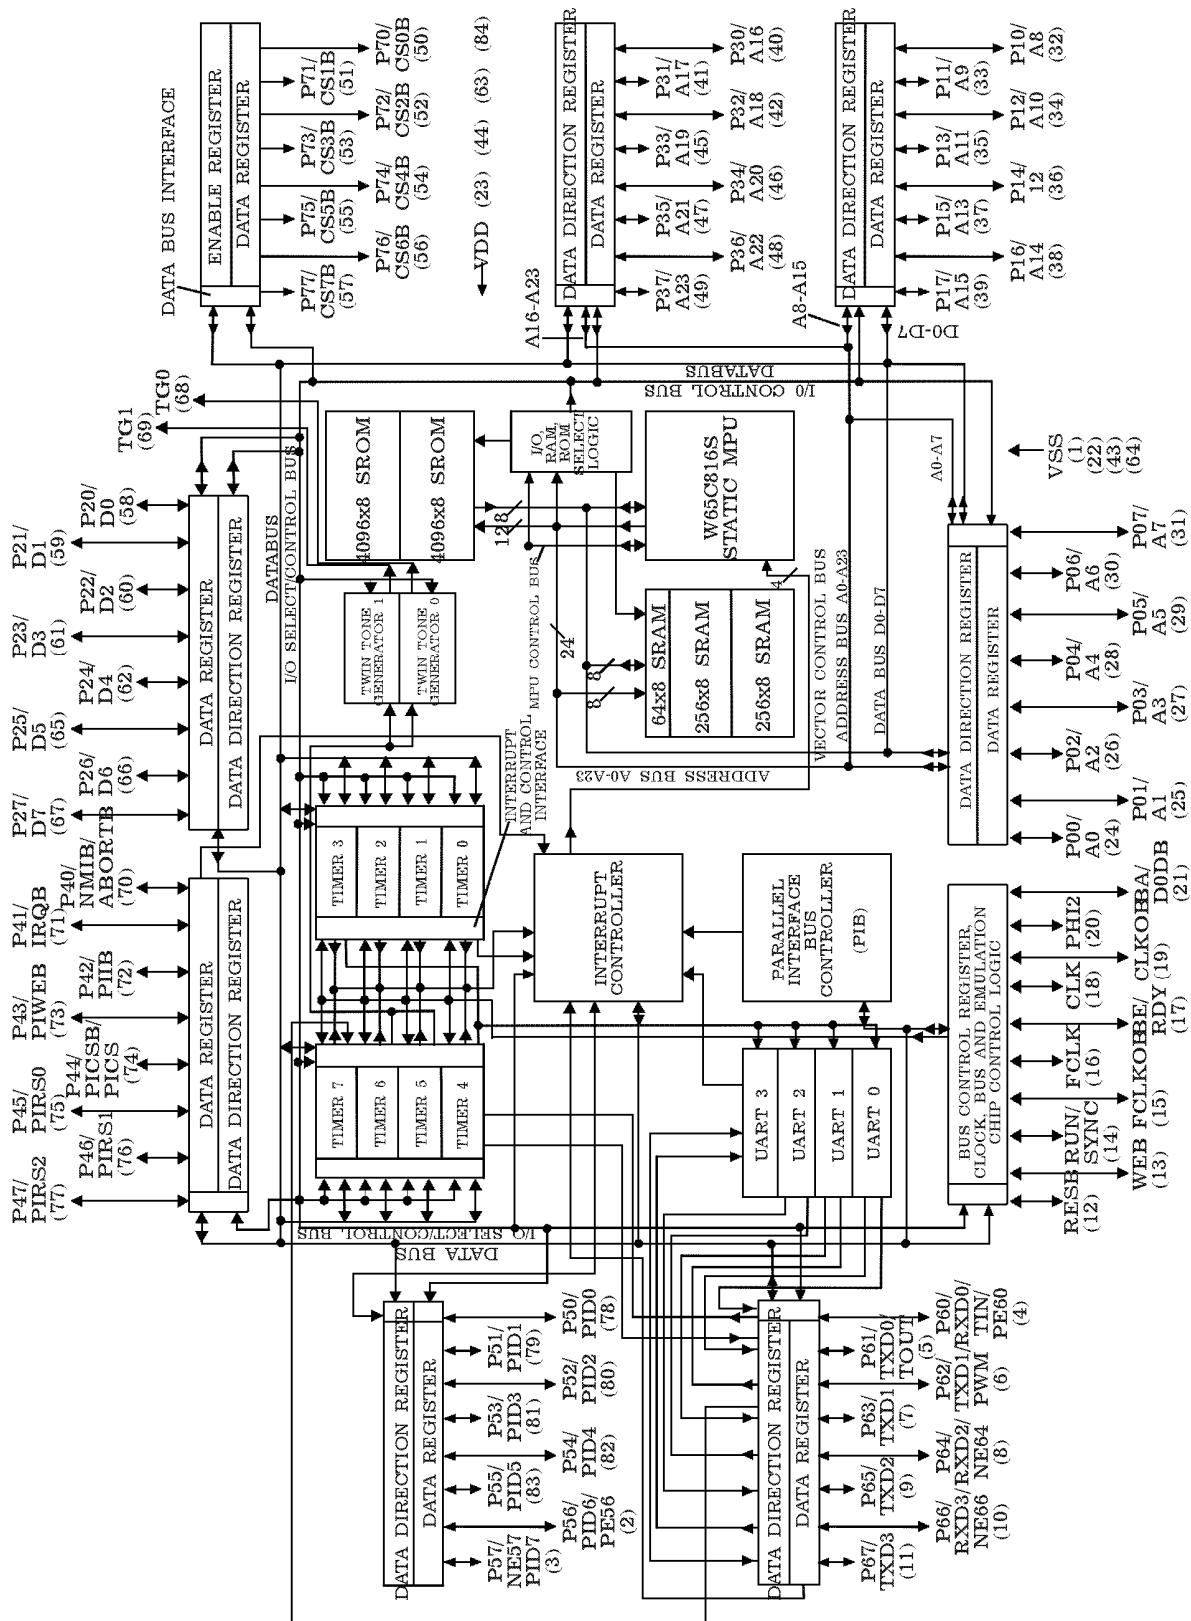 DATA BUS INTERFACE
ENABLE REGISTER
DATA REGISTER
P77/
CS7B
(57)
P76/
CS6B
(56)
P75/
CS5B
(55)
P74/
CS4B
(54)
P73/
CS3B
(53)
P72/
CS2B
(52)
P71/
CS1B
(51)
P70/
CS0B
(50)
VDD (23) (44) (63) (84)
A16-A23
DATA DIRECTION REGISTER
DATA
REGISTER
P37/
A23
(49)
P36/
A22
(48)
P35/
A21
(47)
P34/
A20
(46)
P33/
A19
(45)
P32/
A18
(42)
P31/
A17
(41)
P30/
A16
(40)
A8-A15
D0-D7
DATA DIRECTION REGISTER
DATA
REGISTER
P17/
A15
(39)
P16/
A14
(38)
P15/
A13
(37)
P14/
12
(36)
P13/
A11
(35)
P12/
A10
(34)
P11/
A9
(33)
P10/
A8
(32)
TG1
(69)
TG0
(68)
DATABUS
I/O CONTROL BUS
P27/
D7
(67)
P26/
D6
(66)
P25/
D5
(65)
P24/
D4
(62)
P23/
D3
(61)
P22/
D2
(60)
P21/
D1
(59)
P20/
D0
(58)
DATA REGISTER
DATA DIRECTION REGISTER
DATABUS
I/O SELECT/CONTROL BUS
4096x8 SROM
4096x8 SROM
I/O,
RAM,
ROM
SELECT
LOGIC
W65C816S
STATIC MPU
128
TWIN TONE
GENERATOR 1
TWIN TONE
GENERATOR 0
MPU CONTROL BUS
24
8
8
4
64x8 SRAM
256x8 SRAM
256x8 SRAM
VECTOR CONTROL BUS
ADDRESS BUS A0-A23
DATA BUS D0-D7
ADDRESS BUS A0-A23
A0-A7
VSS
(1)
(22)
(43)
(64)
DATA DIRECTION REGISTER
DATA REGISTER
P00/
A0
(24)
P01/
A1
(25)
P02/
A2
(26)
P03/
A3
(27)
P04/
A4
(28)
P05/
A5
(29)
P06/
A6
(30)
P07/
A7
(31)
P47/
PIRS2
(77)
P46/
PIRS1
(76)
P45/
PIRS0
(75)
P44/
PICSB/
PICS
(74)
P43/
PIWEB
(73)
P42/
PIIB
(72)
P41/
IRQB
(71)
P40/
NMIB/
ABORTB
(70)
DATA REGISTER
DATA DIRECTION REGISTER
TIMER 3
TIMER 2
TIMER 1
TIMER 0
INTERRUPT
AND CONTROL
INTERFACE
TIMER 7
TIMER 6
TIMER 5
TIMER 4
INTERRUPT
CONTROLLER
PARALLEL
INTERFACE
BUS
CONTROLLER
(PIB)
UART 3
UART 2
UART 1
UART 0
BUS CONTROL REGISTER,
CLOCK, BUS AND EMULATION
CHIP CONTROL LOGIC
RESB
(12)
WEB
(13)
RUN/
SYNC
(14)
FCLKOB
(15)
FCLK
(16)
BE/
RDY
(17)
CLK
(18)
CLKOB
(19)
PHI2
(20)
BA/
D0DB
(21)
I/O SELECT/CONTROL BUS
DATA BUS
DATA DIRECTION REGISTER
DATA REGISTER
P57/
NE57
PID7
(3)
P56/
PID6/
PE56
(2)
P55/
PID5
(83)
P54/
PID4
(82)
P53/
PID3
(81)
P52/
PID2
(80)
P51/
PID1
(79)
P50/
PID0
(78)
DATA DIRECTION REGISTER
DATA REGISTER
P67/
TXD3
(11)
P66/
RXD3/
NE66
(10)
P65/
TXD2
(9)
P64/
RXD2/
NE64
(8)
P63/
TXD1
(7)
P62/
TXD1/
PWM
(6)
P61/
TXD0/
TOUT
(5)
P60/
RXD0/
TIN/
PE60
(4)